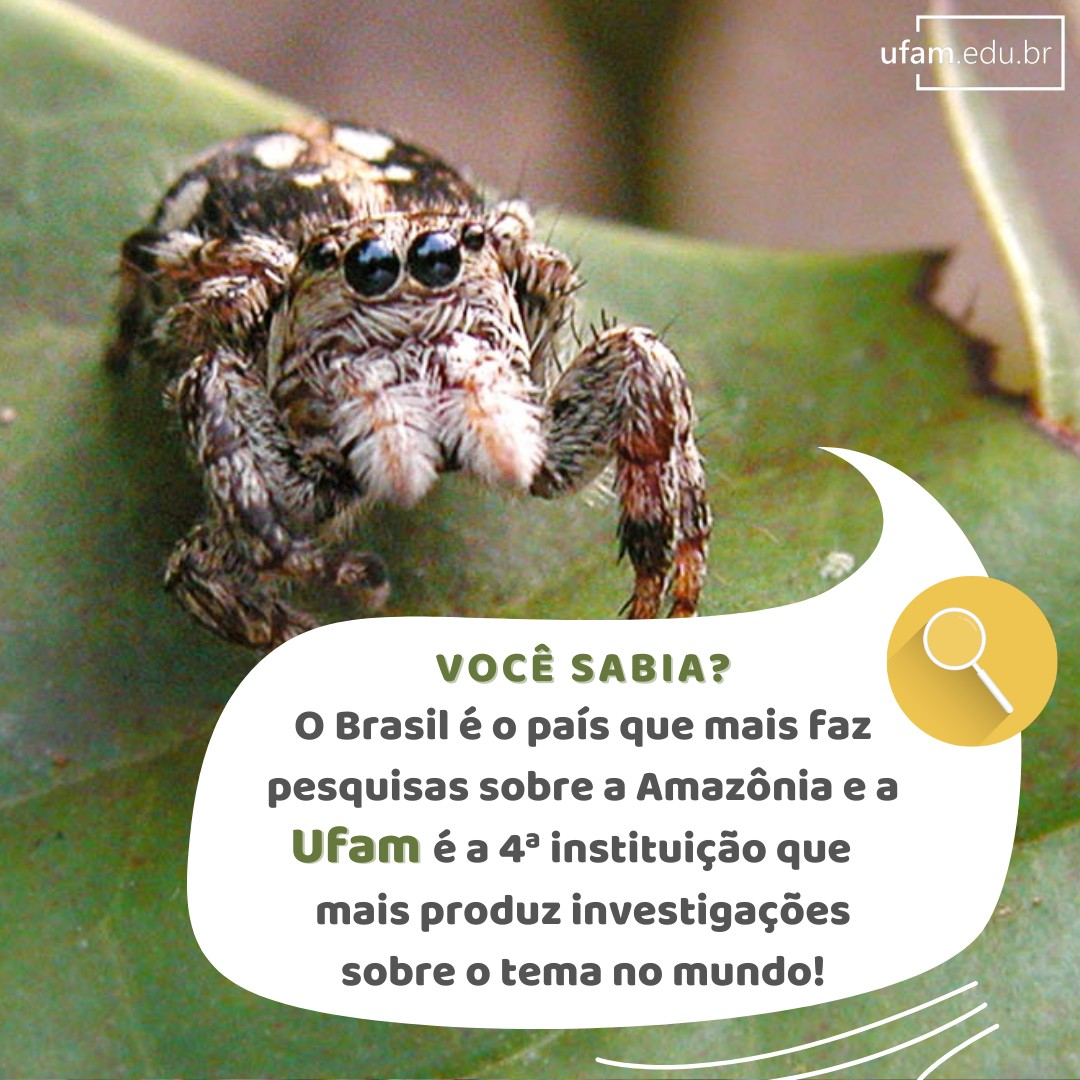 ufam.edu.br
VOCÊ SABIA?
O Brasil é o país que mais faz
pesquisas sobre a Amazônia e a
Ufam é a 4ª instituição que
mais produz investigações
sobre o tema no mundo!